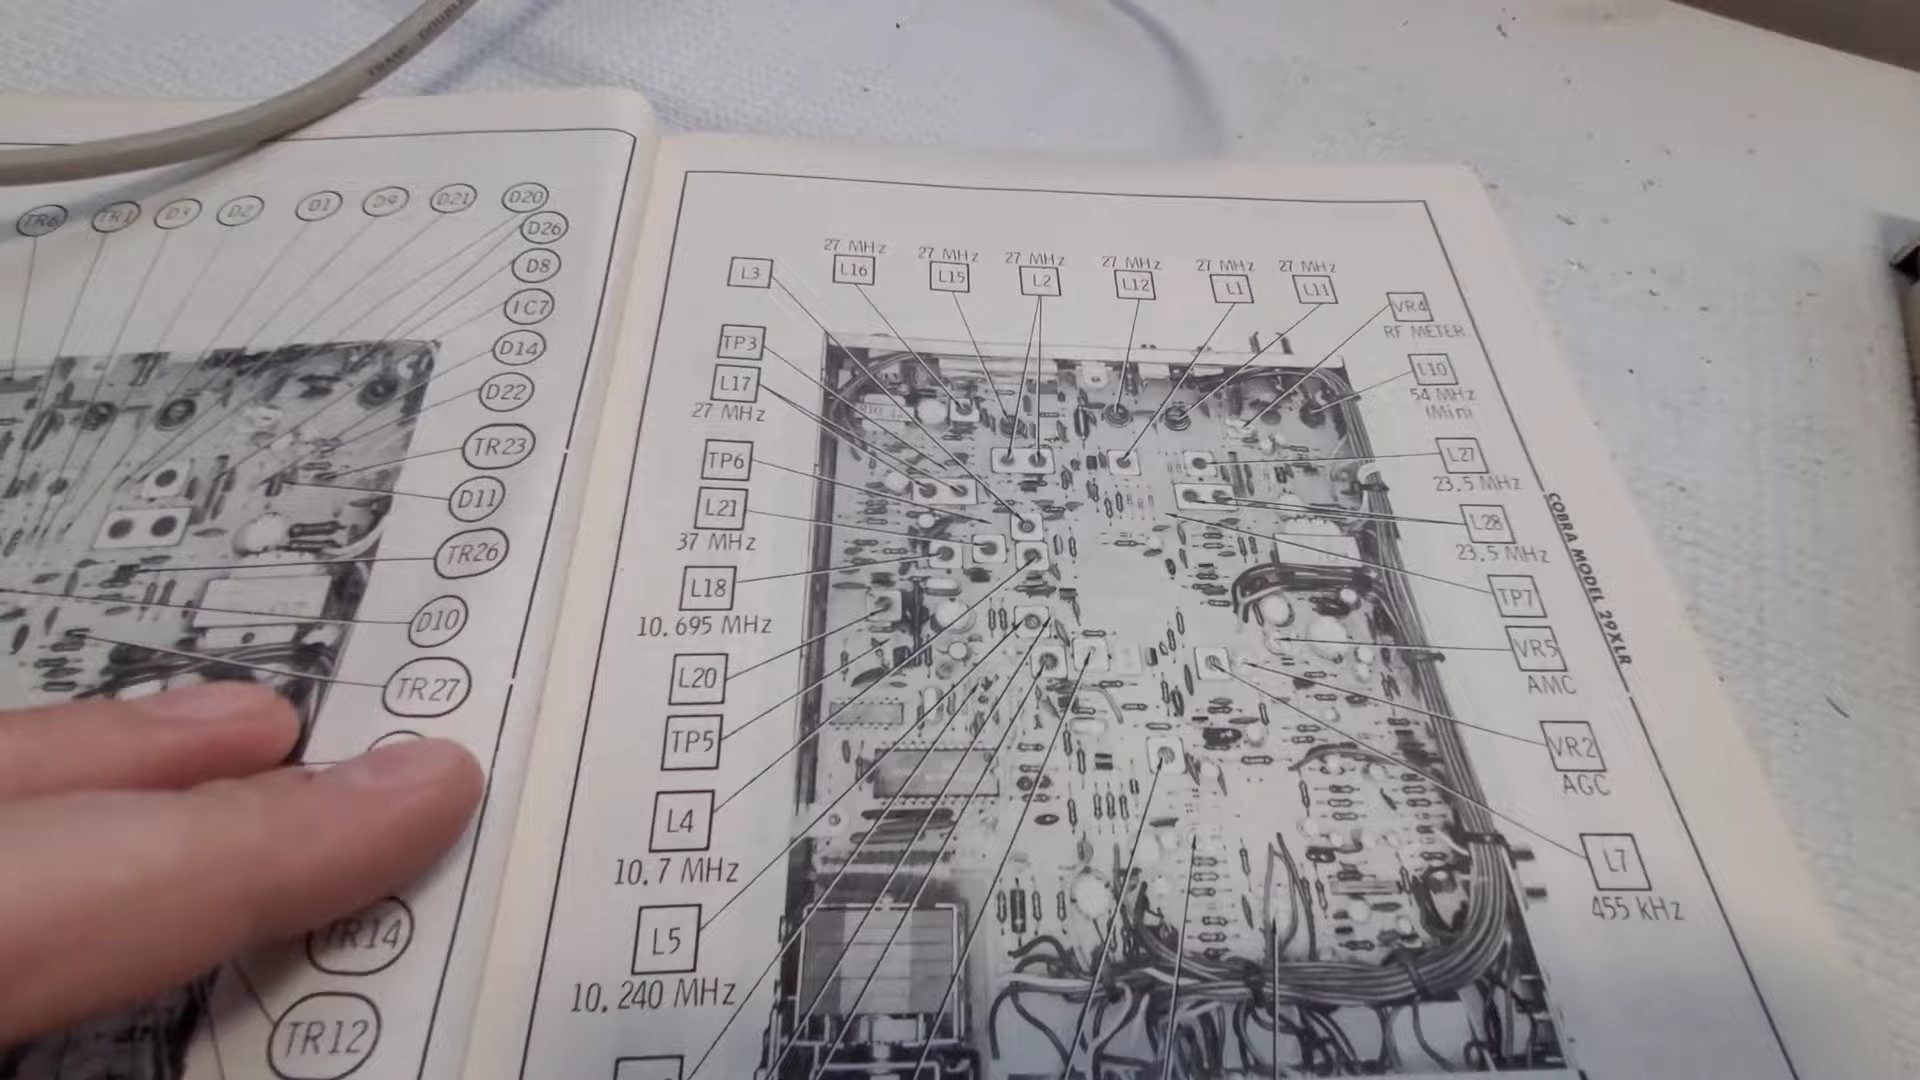 TR6
TR1
D3
D2
D1
D9
D21
D20
D26
D8
IC7
D14
D22
TR23
D11
TR26
D10
TR27
TR14
TR12
L3
27 MHz
L16
27 MHz
L15
27 MHz
L2
27 MHz
L12
27 MHz
L1
27 MHz
L11
VR4
RF METER
TP3
L17
27 MHz
TP6
L21
37 MHz
L18
10.695 MHz
L20
TP5
L4
10.7 MHz
L5
10.240 MHz
L10
54 MHz
(Min)
L27
23.5 MHz
L28
23.5 MHz
TP7
VR5
AMC
VR2
AGC
L7
455 kHz
COBRA MODEL 29XLR